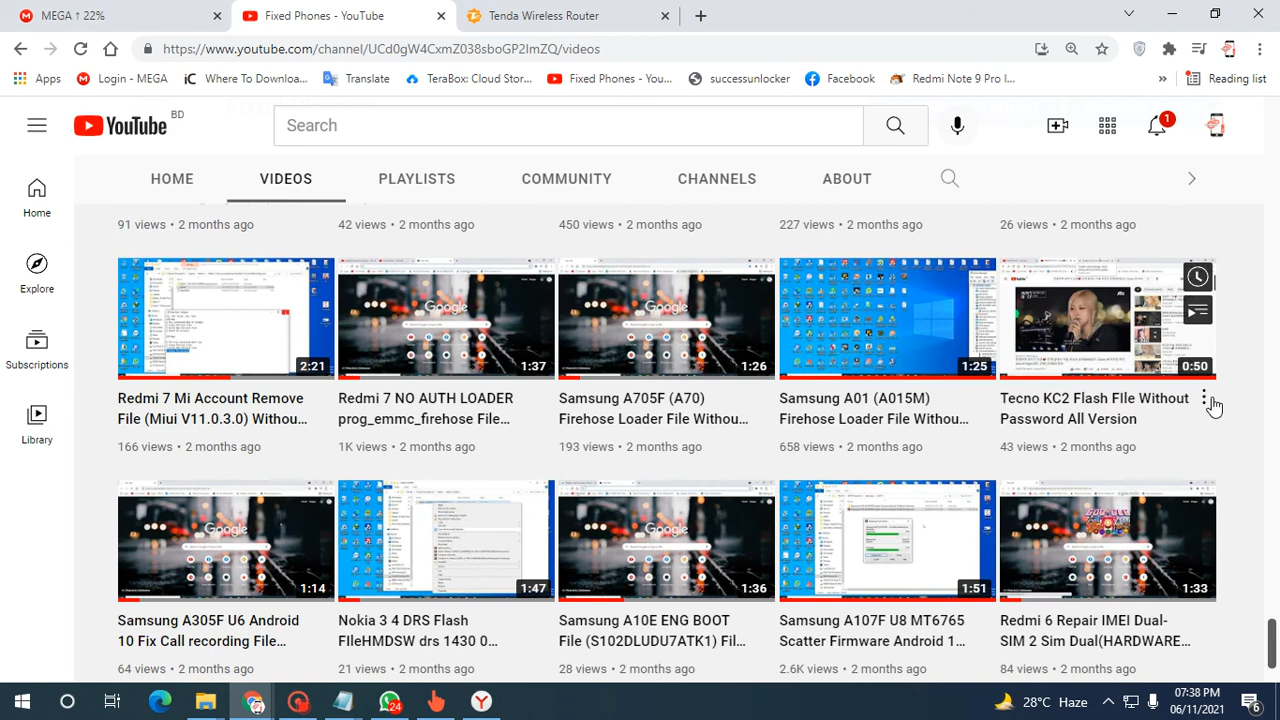 MEGA ↑ 22%
Fixed Phones - YouTube
Tenda Wireless Router
https://www.youtube.com/channel/UCd0gW4CxmZ038sboGP2JmZQ/videos
Apps
Login - MEGA
Where To Downloa...
Translate
TeraBox: Cloud Stor...
Fixed Phones - You...
successunlocker
Facebook
Redmi Note 9 Pro I...
»
Reading list
YouTube BD
Search
1
HOME
VIDEOS
PLAYLISTS
COMMUNITY
CHANNELS
ABOUT
Home
Explore
Subscriptions
Library
91 views • 2 months ago
42 views • 2 months ago
450 views • 2 months ago
227 views • 2 months ago
26 views • 2 months ago
2:21
Google
1:37
Google
1:26
1:25
0:50
Redmi 7 Mi Account Remove
File (Miui V11.0.3.0) Withou...
166 views • 2 months ago
Redmi 7 NO AUTH LOADER
prog_emmc_firehose File...
1K views • 2 months ago
Samsung A705F (A70)
Firehose Loader File Withou...
193 views • 2 months ago
Samsung A01 (A015M)
Firehose Loader File Withou...
658 views • 2 months ago
Tecno KC2 Flash FIle Without
Password All Version
43 views • 2 months ago
Google
1:14
1:47
Google
1:36
1:51
1:33
Samsung A305F U6 Android
10 Fix Call recording File...
64 views • 2 months ago
Nokia 3 4 DRS Flash
FIleHMDSW drs 1430 0...
21 views • 2 months ago
Samsung A10E ENG BOOT
File (S102DLUDU7ATK1) Fil...
28 views • 2 months ago
Samsung A107F U8 MT6765
Scatter Firmware Android 1...
2.6K views • 2 months ago
Redmi 6 Repair IMEI Dual-
SIM 2 Sim Dual(HARDWARE...
84 views • 2 months ago
24
28°C Haze
07:38 PM
06/11/2021
6